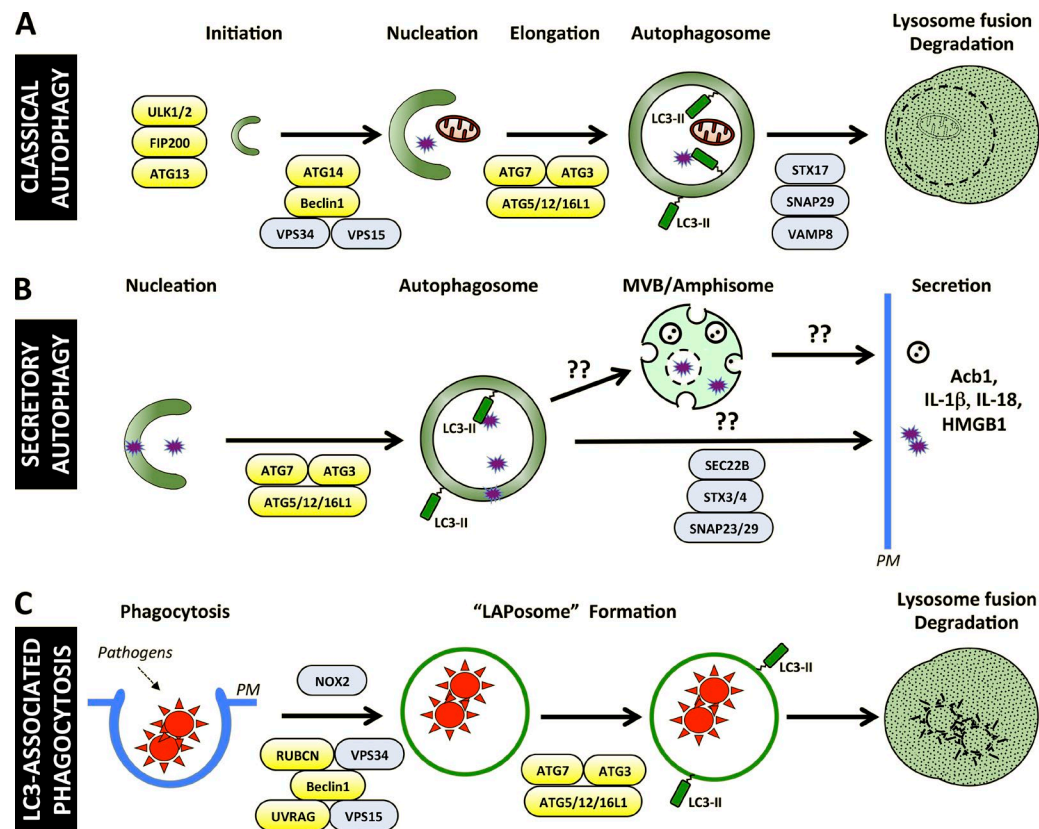 A
CLASSICAL
AUTOPHAGY
Initiation
Nucleation
Elongation
Autophagosome
Lysosome fusion
Degradation
ULK1/2
FIP200
ATG13
ATG14
Beclin1
VPS34
VPS15
ATG7
ATG3
ATG5/12/16L1
LC3-II
LC3-II
STX17
SNAP29
VAMP8
B
SECRETORY
AUTOPHAGY
Nucleation
Autophagosome
MVB/Amphisome
Secretion
ATG7
ATG3
ATG5/12/16L1
LC3-II
LC3-II
??
??
??
SEC22B
STX3/4
SNAP23/29
Acb1,
IL-1β, IL-18,
HMGB1
PM
C
LC3-ASSOCIATED
PHAGOCYTOSIS
Phagocytosis
“LAPosome” Formation
Lysosome fusion
Degradation
Pathogens
PM
NOX2
RUBCN
VPS34
Beclin1
UVRAG
VPS15
ATG7
ATG3
ATG5/12/16L1
LC3-II
LC3-II